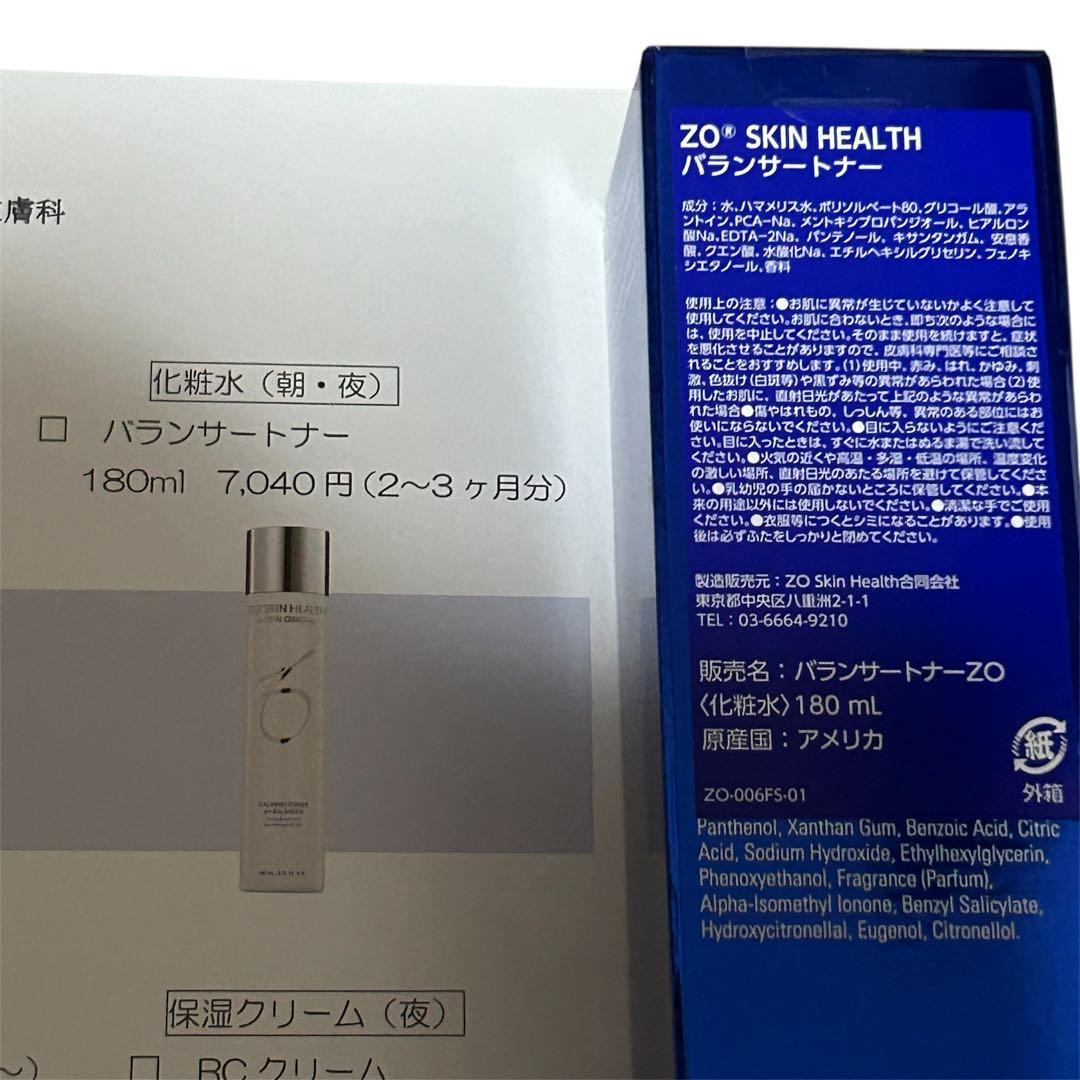 膚科
化粧水（朝・夜）
□ バランサートナー
180ml 7,040円（2～3ヶ月分）
SKIN HEALTH
保湿クリーム（夜）
～） □ RCクリーム
ZO® SKIN HEALTH
バランサートナー
成分：水、ハマメリス水、ポリソルベート80、グリコール酸、アラ
ントイン、PCA-Na、メントキシプロパンジオール、ヒアルロン
酸Na、EDTA-2Na、パンテノール、キサンタンガム、安息香
酸、クエン酸、水酸化Na、エチルヘキシルグリセリン、フェノキ
シエタノール、香料
使用上の注意：●お肌に異常が生じていないかよく注意して
使用してください。お肌に合わないとき、即ち次のような場合に
は、使用を中止してください。そのまま使用を続けますと、症状
を悪化させることがありますので、皮膚科専門医等にご相談さ
れることをおすすめします。(1)使用中、赤み、はれ、かゆみ、刺
激、色抜け(白斑等)や黒ずみ等の異常があらわれた場合(2)使
用したお肌に、直射日光があたって上記のような異常があらわ
れた場合●傷やはれもの、しっしん等、異常のある部位にはお
使いにならないでください。●目に入らないようにご注意くだ
さい。目に入ったときは、すぐに水またはぬるま湯で洗い流して
ください。●火気の近くや高温・多湿・低温の場所、温度変化
の激しい場所、直射日光のあたる場所を避けて保管してくださ
い。●乳幼児の手の届かないところに保管してください。●本
来の用途以外には使用しないでください。●清潔な手でご使用
ください。●衣服等につくとシミになることがあります。●使用
後は必ずふたをしっかりと閉めてください。
製造販売元：ZO Skin Health合同会社
東京都中央区八重洲2-1-1
TEL：03-6664-9210
販売名：バランサートナーZO
〈化粧水〉180 mL
原産国：アメリカ
紙
外箱
ZO-006FS-01
Panthenol, Xanthan Gum, Benzoic Acid, Citric
Acid, Sodium Hydroxide, Ethylhexylglycerin,
Phenoxyethanol, Fragrance (Parfum),
Alpha-Isomethyl Ionone, Benzyl Salicylate,
Hydroxycitronellal, Eugenol, Citronellol.